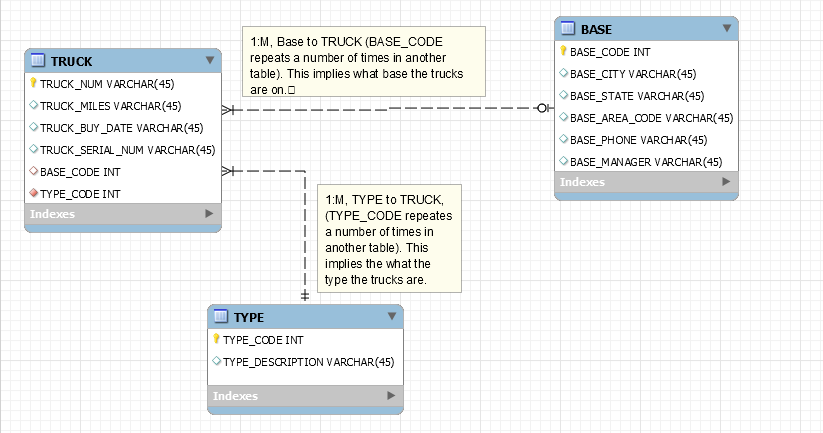 1:M, Base to TRUCK (BASE_CODE
repeats a number of times in another
table). This implies what base the trucks
are on.
TRUCK
TRUCK_NUM VARCHAR(45)
TRUCK_MILES VARCHAR(45)
TRUCK_BUY_DATE VARCHAR(45)
TRUCK_SERIAL_NUM VARCHAR(45)
BASE_CODE INT
TYPE_CODE INT
Indexes
BASE
BASE_CODE INT
BASE_CITY VARCHAR(45)
BASE_STATE VARCHAR(45)
BASE_AREA_CODE VARCHAR(45)
BASE_PHONE VARCHAR(45)
BASE_MANAGER VARCHAR(45)
Indexes
1:M, TYPE to TRUCK,
(TYPE_CODE repeates
a number of times in
another table). This
implies the what the
type the trucks are.
TYPE
TYPE_CODE INT
TYPE_DESCRIPTION VARCHAR(45)
Indexes